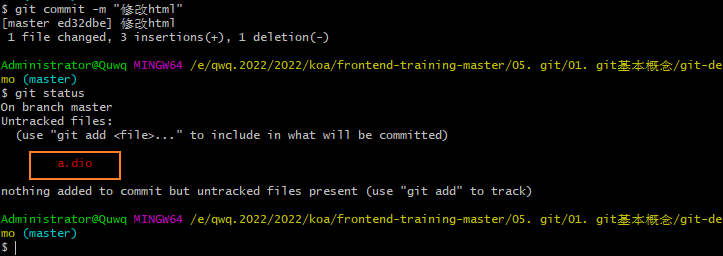 $ git commit -m "修改html"
[master ed32dbe] 修改html
 1 file changed, 3 insertions(+), 1 deletion(-)
Administrator@Quwq MINGW64 /e/qwq.2022/2022/koa/frontend-training-master/05. git/01. git基本概念/git-de
mo (master)
$ git status
On branch master
Untracked files:
  (use "git add <file>..." to include in what will be committed)
a.dio
nothing added to commit but untracked files present (use "git add" to track)
Administrator@Quwq MINGW64 /e/qwq.2022/2022/koa/frontend-training-master/05. git/01. git基本概念/git-de
mo (master)
$